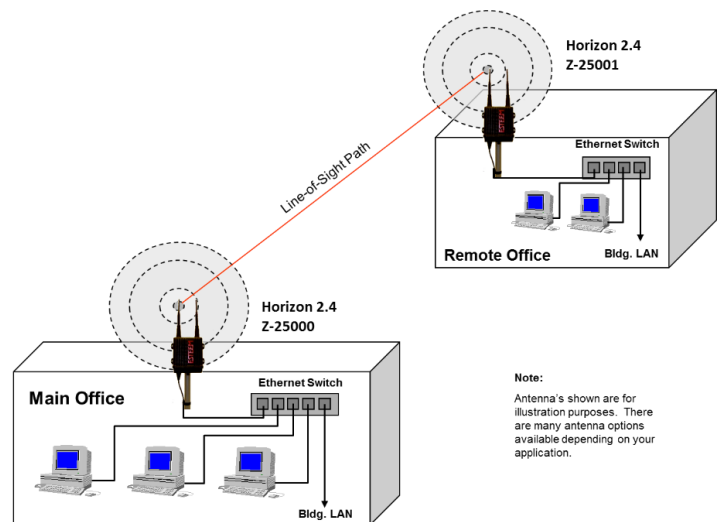 Horizon 2.4
Z-25001
Ethernet Switch
Line-of-Sight Path
Remote Office
Bldg. LAN
Horizon 2.4
Z-25000
Ethernet Switch
Main Office
Bldg. LAN
Note:
Antenna's shown are for
illustration purposes. There
are many antenna options
available depending on your
application.